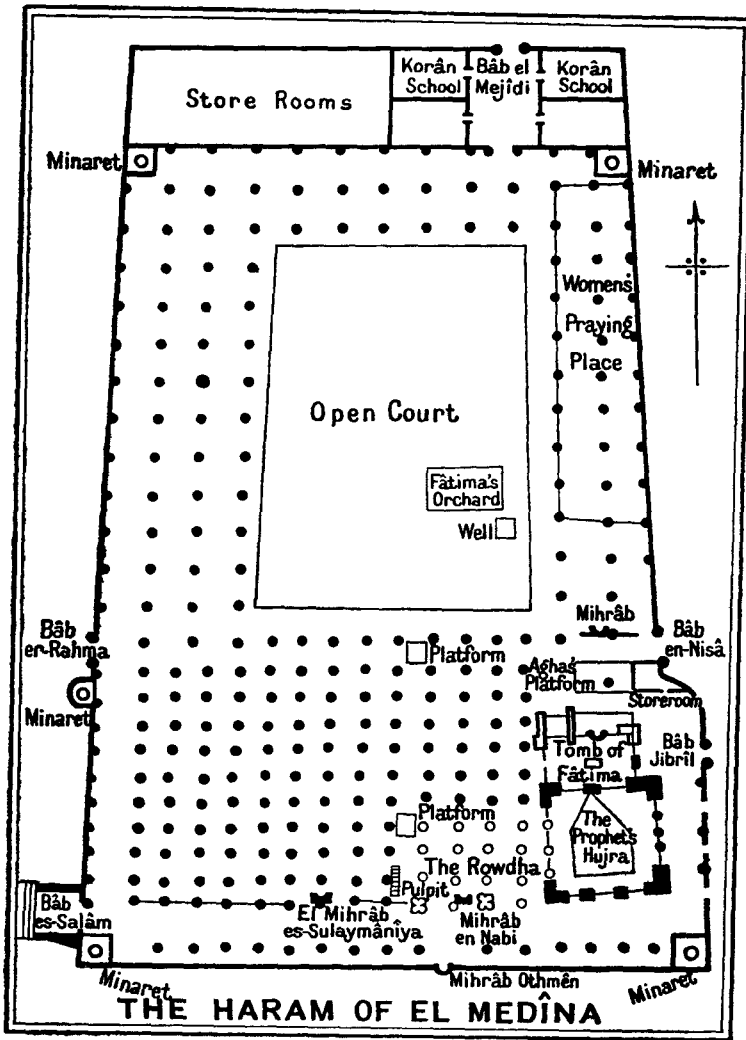 Store Rooms
Korân
School
Bâb el
Mejîdi
Korân
School
Minaret
Minaret
Women's
Praying
Place
Open Court
Fâtima's
Orchard
Well
Mihrâb
Bâb
er-Rahma
Bâb
en-Nisâ
Platform
Aghas'
Platform
Storeroom
Minaret
Bâb
Jibrîl
Tomb of
Fâtima
Platform
The
Prophet's
Hujra
The Rowdha
Pulpit
Bâb
es-Salâm
El Mihrâb
es-Sulaymânîya
Mihrâb
en Nabi
Minaret
Mihrâb Othmên
Minaret
THE HARAM OF EL MEDÎNA